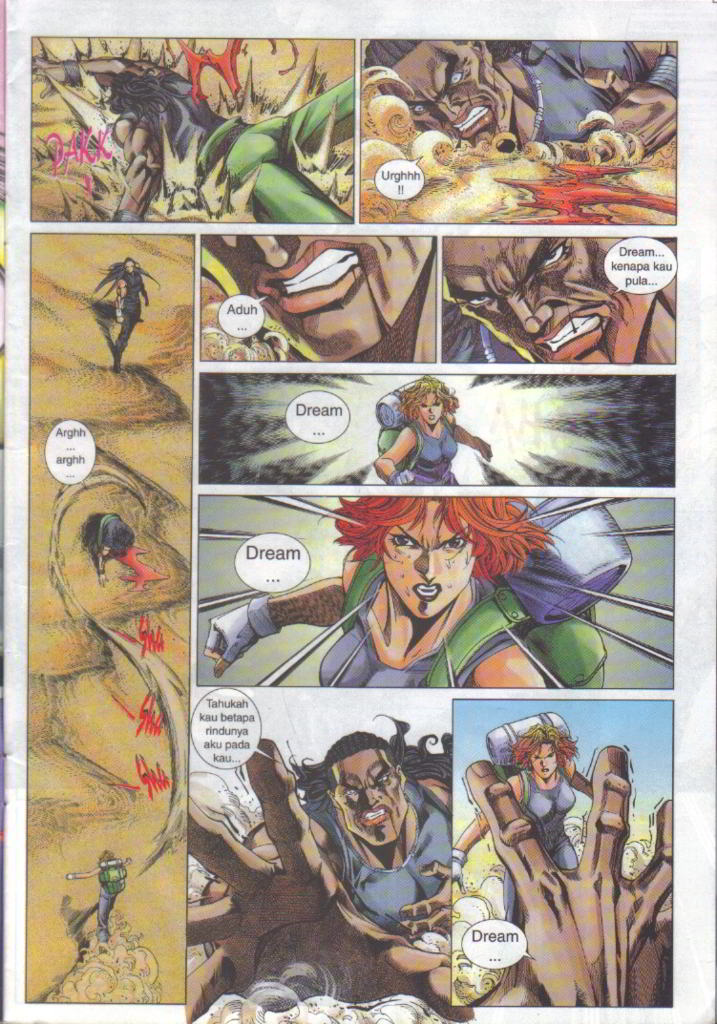 DAKK
!
Urghhh
!!
Aduh
...
Dream...
kenapa kau
pula...
Dream
...
Arghh
...
arghh
...
Dream
...
Tahukah
kau betapa
rindunya
aku pada
kau...
Dream
...